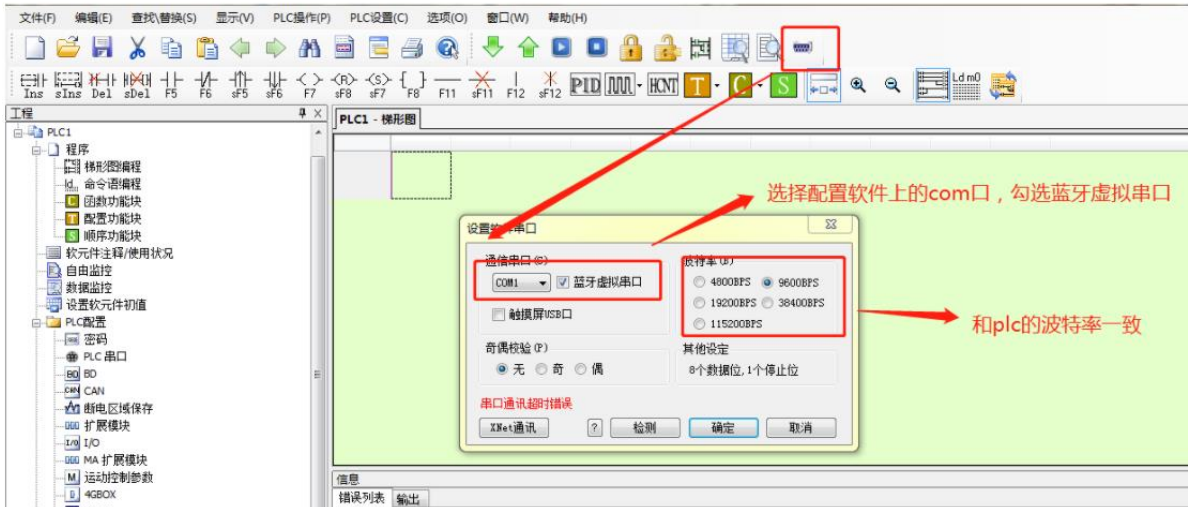 文件(F) 编辑(E) 查找\替换(S) 显示(V) PLC操作(P) PLC设置(C) 选项(O) 窗口(W) 帮助(H)
Ins sIns Del sDel F5 F6 sF5 sF6 F7 sF8 sF7 F8 F11 sF11 F12 sF12 PID HCNT T C S Ld m0
工程
PLC1 - 梯形图
PLC1
程序
梯形图编程
命令语编程
函数功能块
配置功能块
顺序功能块
软元件注释/使用状况
自由监控
数据监控
设置软元件初值
PLC配置
密码
PLC 串口
BD
CAN
断电区域保存
扩展模块
I/O
MA 扩展模块
运动控制参数
4GBOX
选择配置软件上的com口，勾选蓝牙虚拟串口
设置软件串口
通信串口(C)
COM1 蓝牙虚拟串口
触摸屏USB口
波特率(B)
4800BPS 9600BPS
19200BPS 38400BPS
115200BPS
和plc的波特率一致
奇偶校验(P)
无 奇 偶
其他设定
8个数据位,1个停止位
串口通讯超时错误
XNet通讯 ? 检测 确定 取消
信息
错误列表 输出